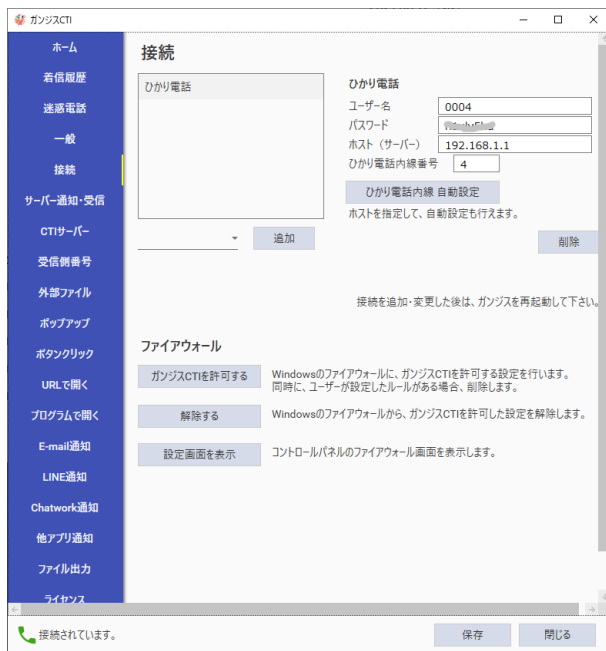 ガンジスCTI
ホーム
着信履歴
迷惑電話
一般
接続
サーバー通知・受信
CTIサーバー
受信側番号
外部ファイル
ポップアップ
ボタンクリック
URLで開く
プログラムで開く
E-mail通知
LINE通知
Chatwork通知
他アプリ通知
ファイル出力
ライセンス
接続
ひかり電話
追加
ひかり電話
ユーザー名 0004
パスワード
ホスト（サーバー） 192.168.1.1
ひかり電話内線番号 4
ひかり電話内線 自動設定
ホストを指定して、自動設定も行えます。
削除
接続を追加・変更した後は、ガンジスを再起動して下さい。
ファイアウォール
ガンジスCTIを許可する
Windowsのファイアウォールに、ガンジスCTIを許可する設定を行います。
同時に、ユーザーが設定したルールがある場合、削除します。
解除する
Windowsのファイアウォールから、ガンジスCTIを許可した設定を解除します。
設定画面を表示
コントロールパネルのファイアウォール画面を表示します。
接続されています。
保存
閉じる